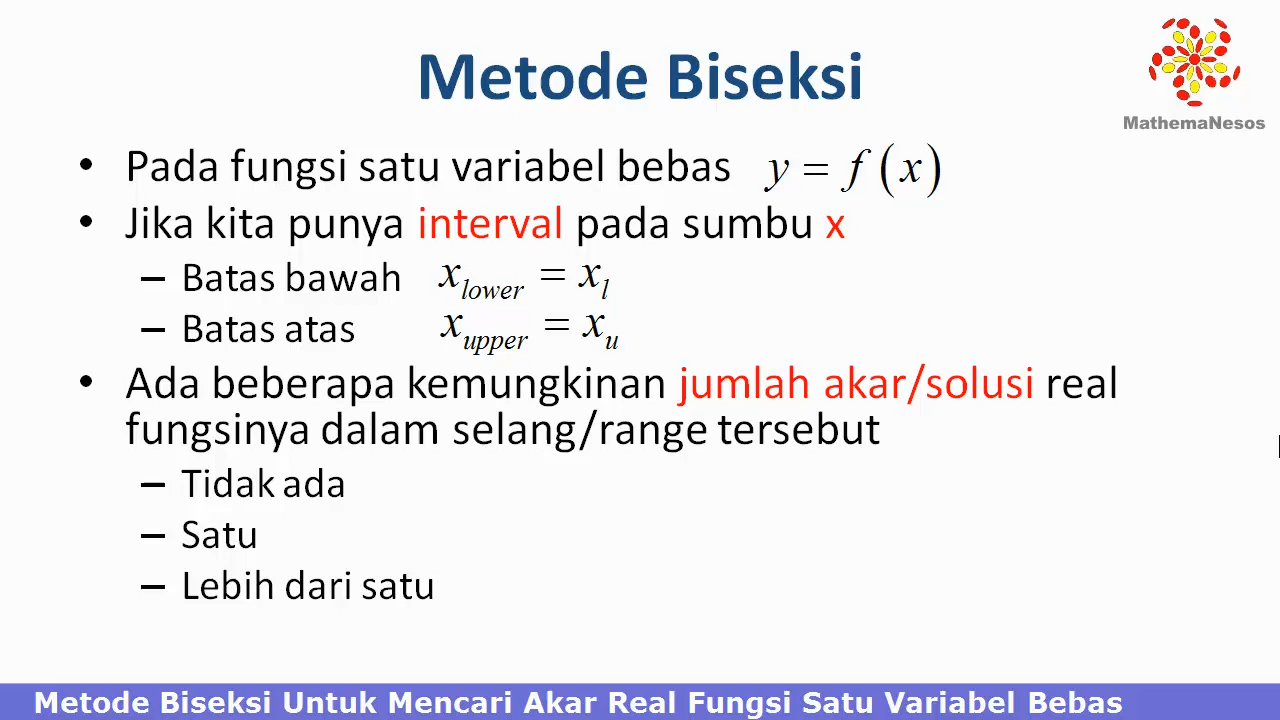 Metode Biseksi
MathemaNesos
• Pada fungsi satu variabel bebas y = f(x)
• Jika kita punya interval pada sumbu x
– Batas bawah x_lower = x_l
– Batas atas x_upper = x_u
• Ada beberapa kemungkinan jumlah akar/solusi real
fungsinya dalam selang/range tersebut
– Tidak ada
– Satu
– Lebih dari satu
Metode Biseksi Untuk Mencari Akar Real Fungsi Satu Variabel Bebas